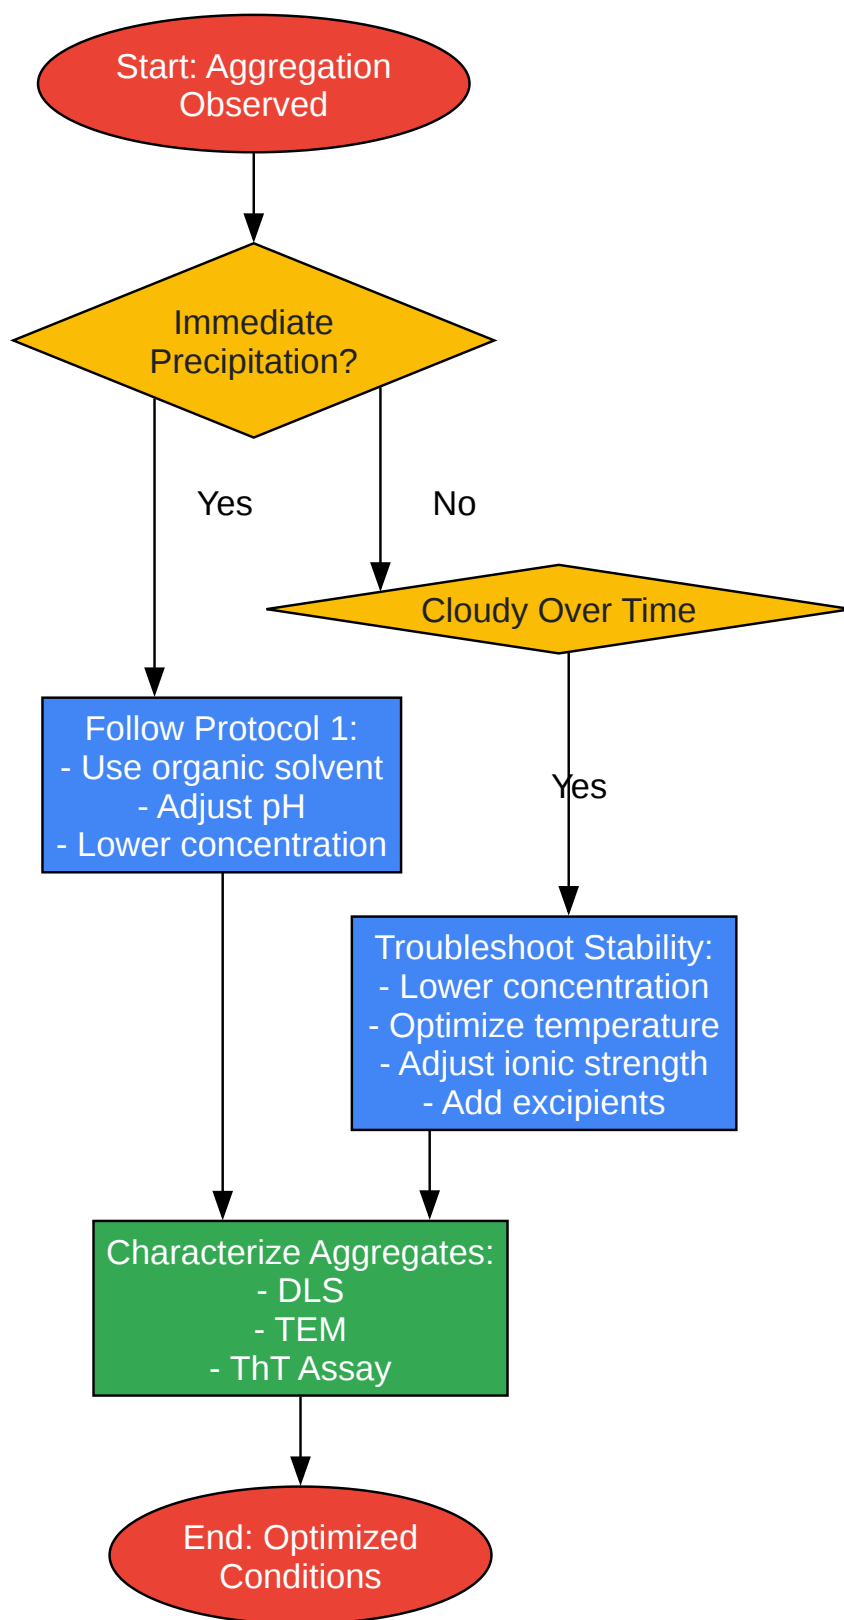 Start: Aggregation
Observed
Immediate
Precipitation?
Yes
No
Cloudy Over Time
Follow Protocol 1:
- Use organic solvent
- Adjust pH
- Lower concentration
Yes
Troubleshoot Stability:
- Lower concentration
- Optimize temperature
- Adjust ionic strength
- Add excipients
Characterize Aggregates:
- DLS
- TEM
- ThT Assay
End: Optimized
Conditions